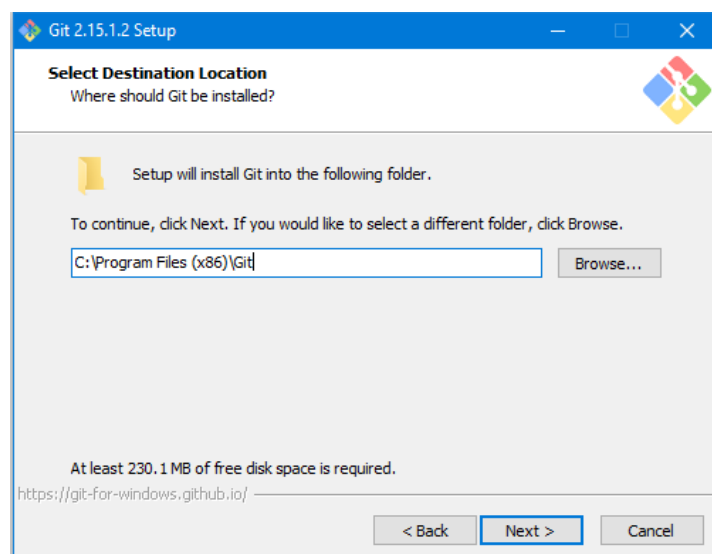 Git 2.15.1.2 Setup
Select Destination Location
Where should Git be installed?
Setup will install Git into the following folder.
To continue, click Next. If you would like to select a different folder, click Browse.
C:\Program Files (x86)\Git
Browse...
At least 230.1 MB of free disk space is required.
https://git-for-windows.github.io/
< Back
Next >
Cancel